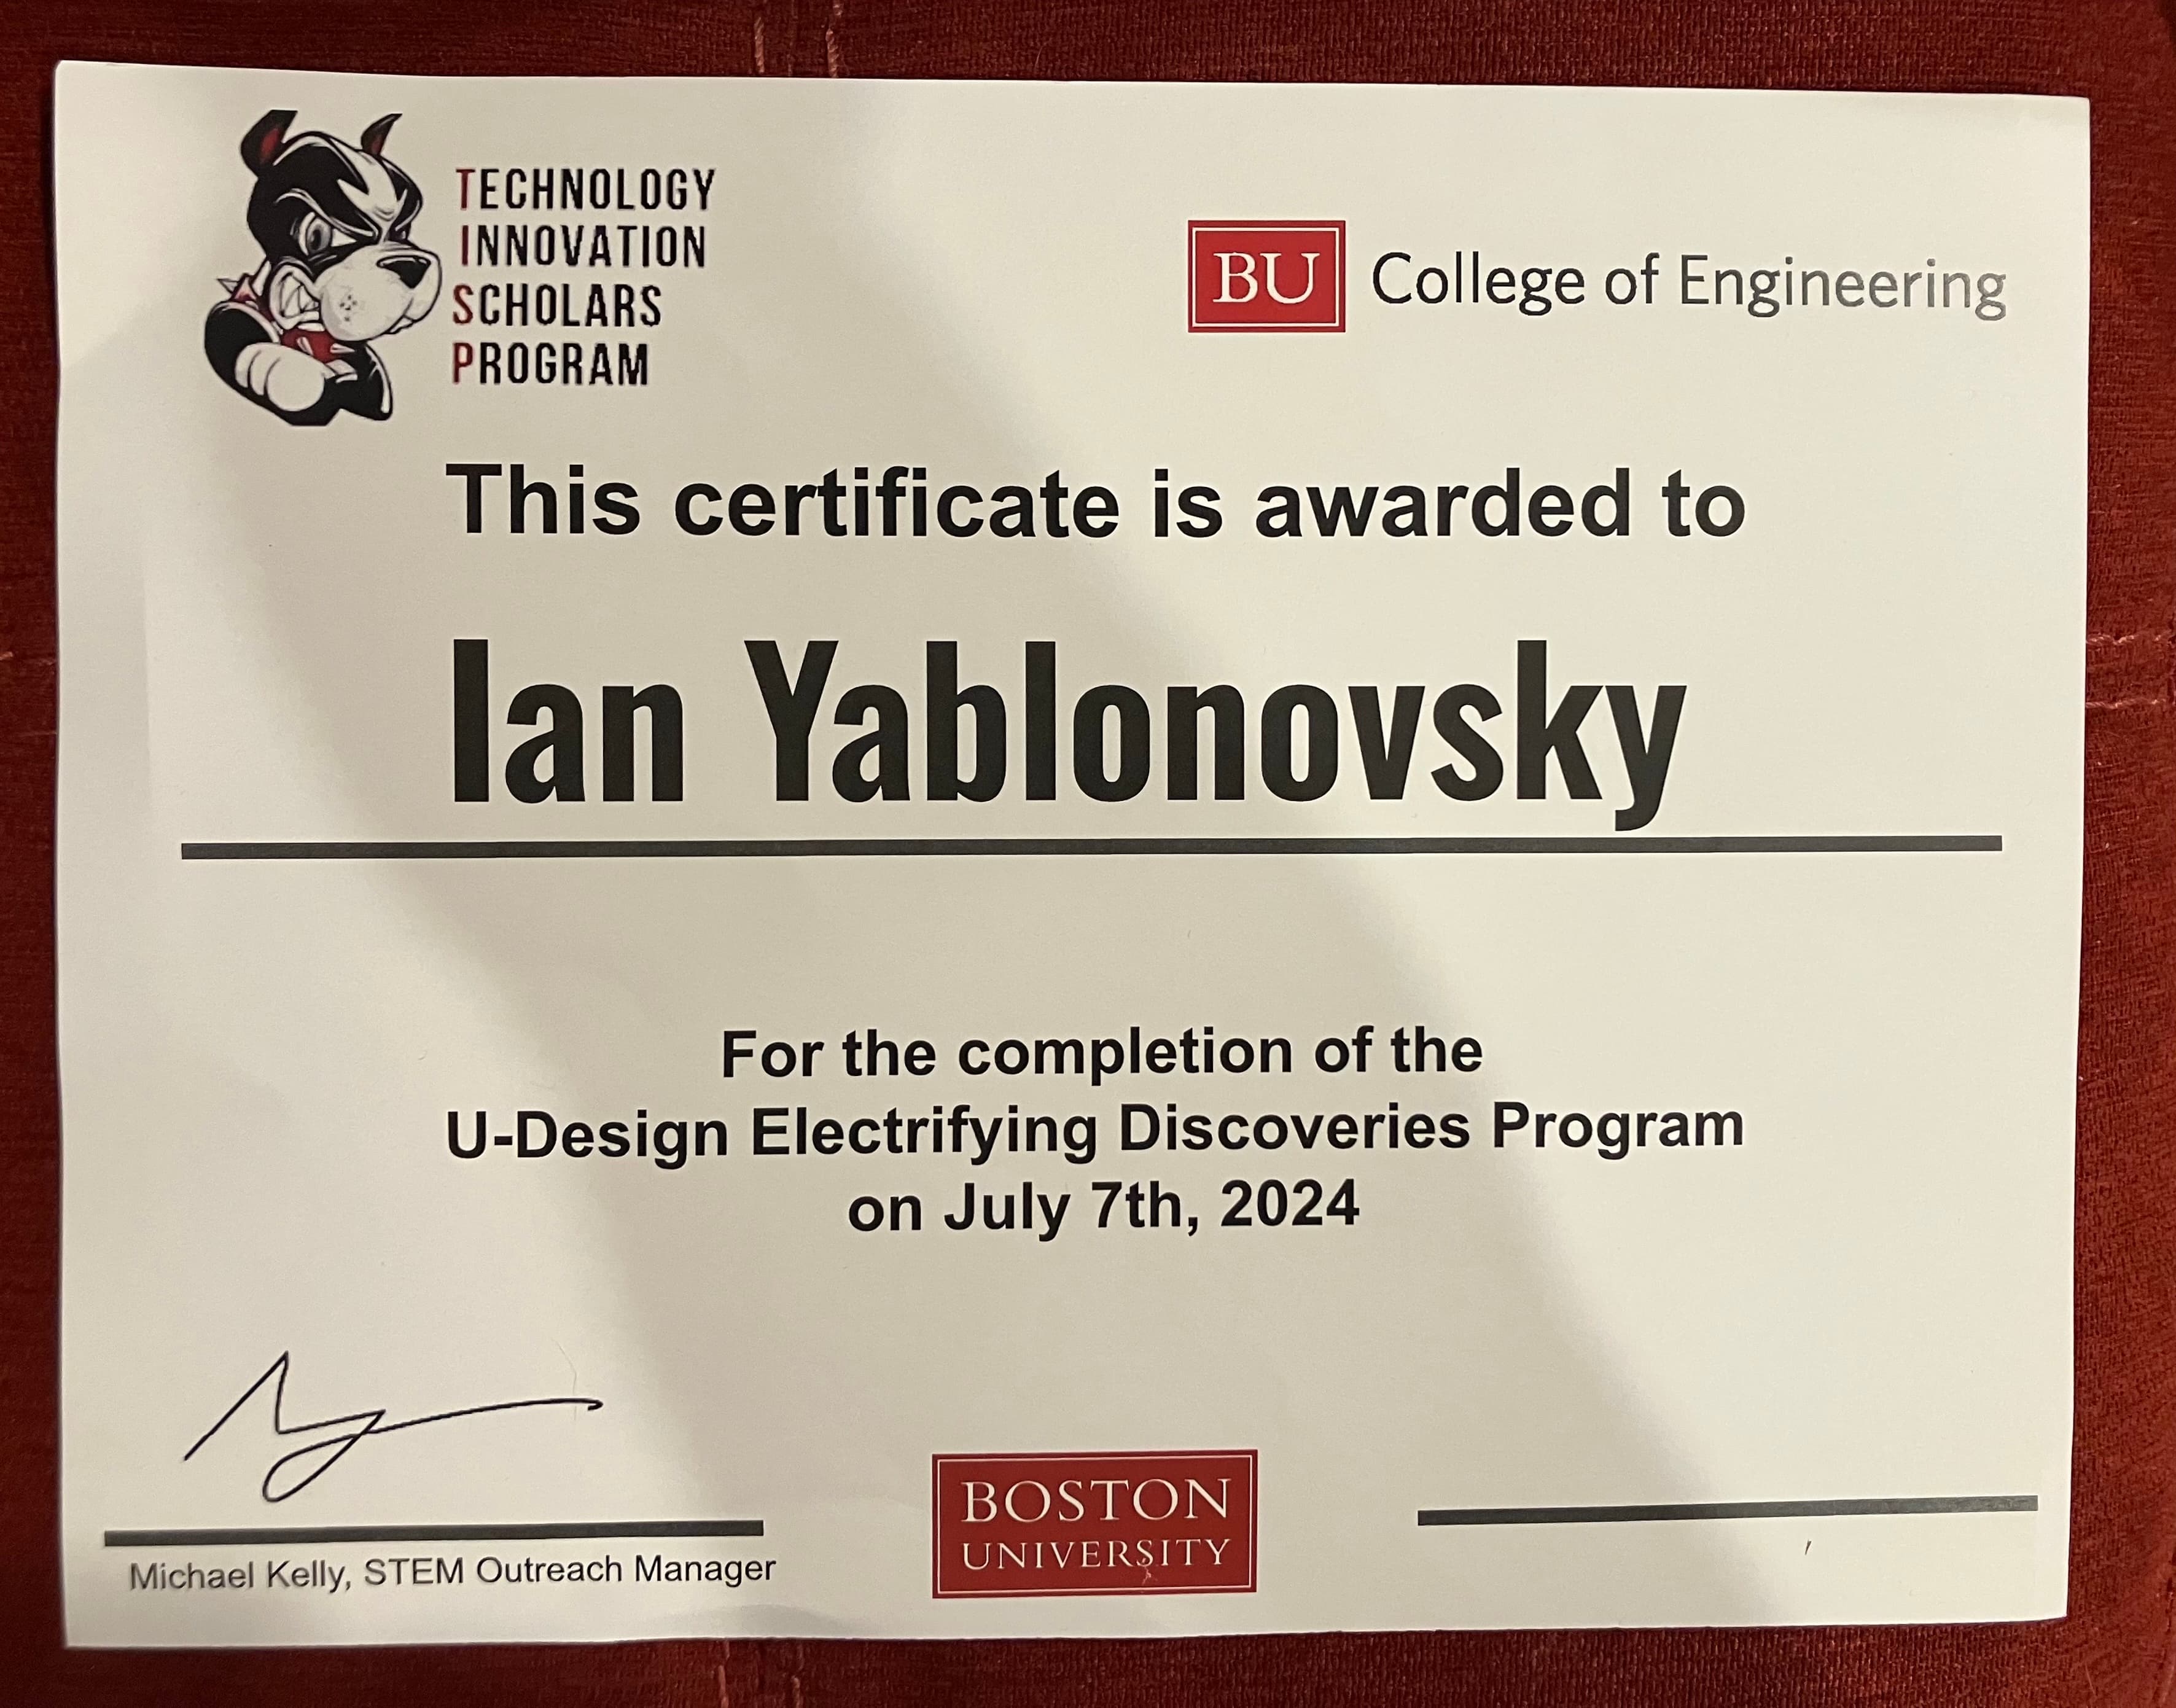 TECHNOLOGY
INNOVATION
SCHOLARS
PROGRAM
BU College of Engineering
This certificate is awarded to
Ian Yablonovsky
For the completion of the
U-Design Electrifying Discoveries Program
on July 7th, 2024
Michael Kelly, STEM Outreach Manager
BOSTON
UNIVERSITY